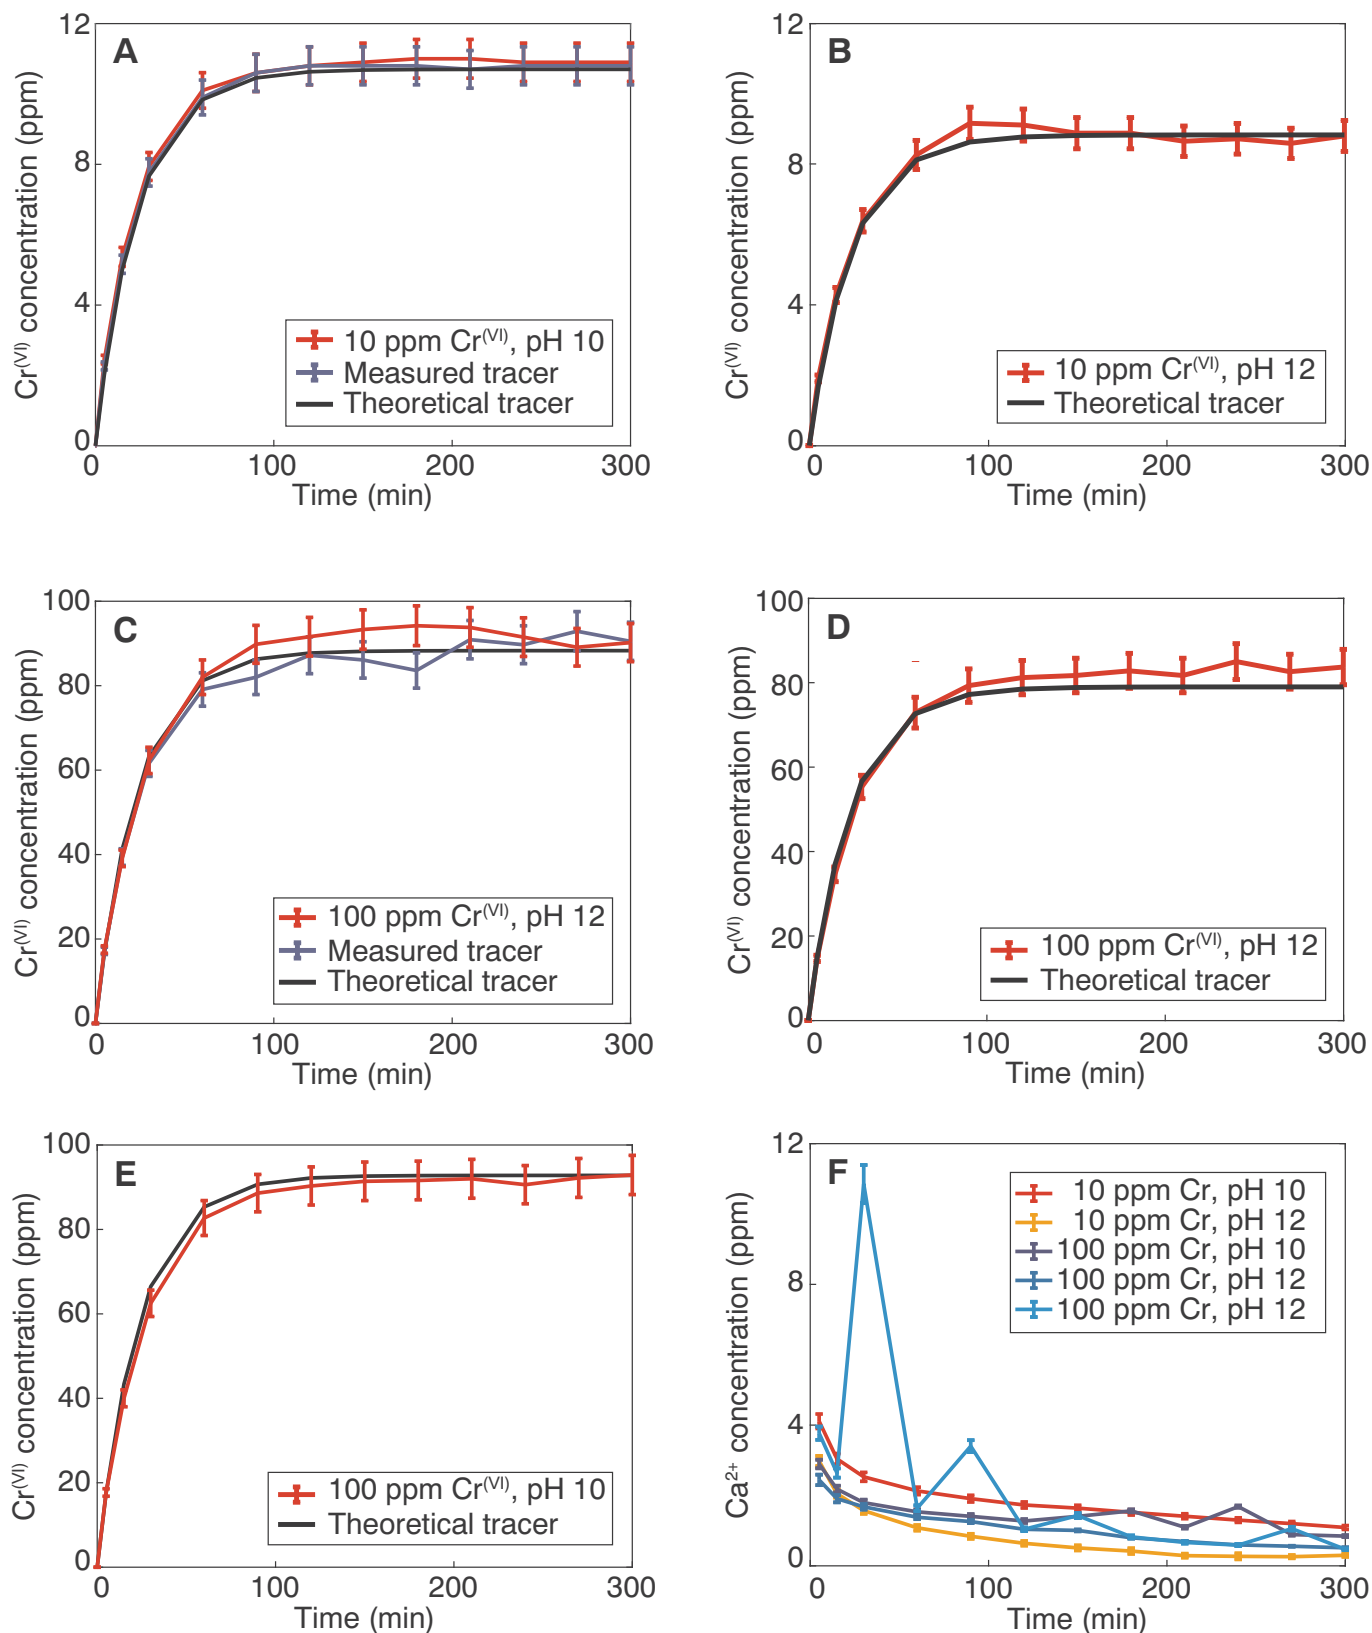 A
Cr(VI) concentration (ppm)
12
8
4
0
0 100 200 300
Time (min)
10 ppm Cr(VI), pH 10
Measured tracer
Theoretical tracer
B
Cr(VI) concentration (ppm)
12
8
4
0
0 100 200 300
Time (min)
10 ppm Cr(VI), pH 12
Theoretical tracer
C
Cr(VI) concentration (ppm)
100
80
60
40
20
0
0 100 200 300
Time (min)
100 ppm Cr(VI), pH 12
Measured tracer
Theoretical tracer
D
Cr(VI) concentration (ppm)
100
80
60
40
20
0
0 100 200 300
Time (min)
100 ppm Cr(VI), pH 12
Theoretical tracer
E
Cr(VI) concentration (ppm)
100
80
60
40
20
0
0 100 200 300
Time (min)
100 ppm Cr(VI), pH 10
Theoretical tracer
F
Ca2+ concentration (ppm)
12
8
4
0
0 100 200 300
Time (min)
10 ppm Cr, pH 10
10 ppm Cr, pH 12
100 ppm Cr, pH 10
100 ppm Cr, pH 12
100 ppm Cr, pH 12